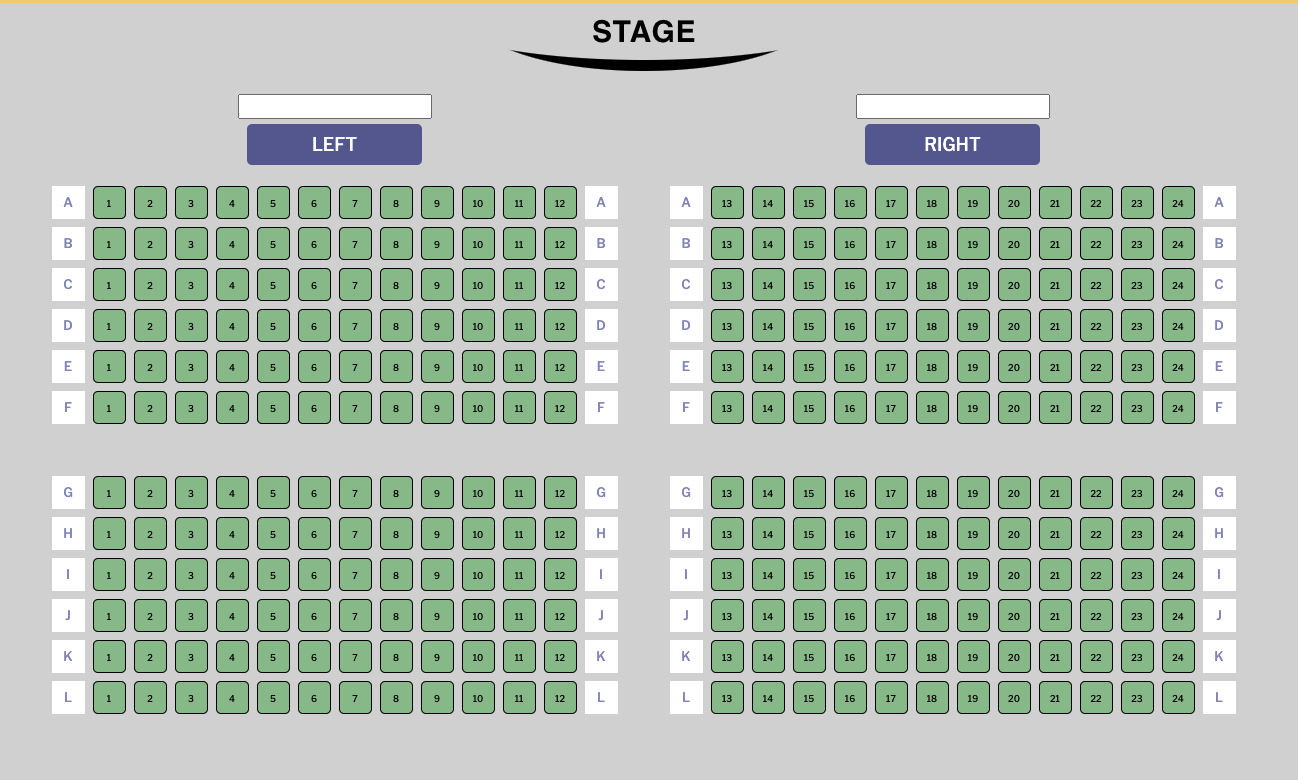 STAGE
LEFT RIGHT
A 1 2 3 4 5 6 7 8 9 10 11 12 A A 13 14 15 16 17 18 19 20 21 22 23 24 A
B 1 2 3 4 5 6 7 8 9 10 11 12 B B 13 14 15 16 17 18 19 20 21 22 23 24 B
C 1 2 3 4 5 6 7 8 9 10 11 12 C C 13 14 15 16 17 18 19 20 21 22 23 24 C
D 1 2 3 4 5 6 7 8 9 10 11 12 D D 13 14 15 16 17 18 19 20 21 22 23 24 D
E 1 2 3 4 5 6 7 8 9 10 11 12 E E 13 14 15 16 17 18 19 20 21 22 23 24 E
F 1 2 3 4 5 6 7 8 9 10 11 12 F F 13 14 15 16 17 18 19 20 21 22 23 24 F
G 1 2 3 4 5 6 7 8 9 10 11 12 G G 13 14 15 16 17 18 19 20 21 22 23 24 G
H 1 2 3 4 5 6 7 8 9 10 11 12 H H 13 14 15 16 17 18 19 20 21 22 23 24 H
I 1 2 3 4 5 6 7 8 9 10 11 12 I I 13 14 15 16 17 18 19 20 21 22 23 24 I
J 1 2 3 4 5 6 7 8 9 10 11 12 J J 13 14 15 16 17 18 19 20 21 22 23 24 J
K 1 2 3 4 5 6 7 8 9 10 11 12 K K 13 14 15 16 17 18 19 20 21 22 23 24 K
L 1 2 3 4 5 6 7 8 9 10 11 12 L L 13 14 15 16 17 18 19 20 21 22 23 24 L